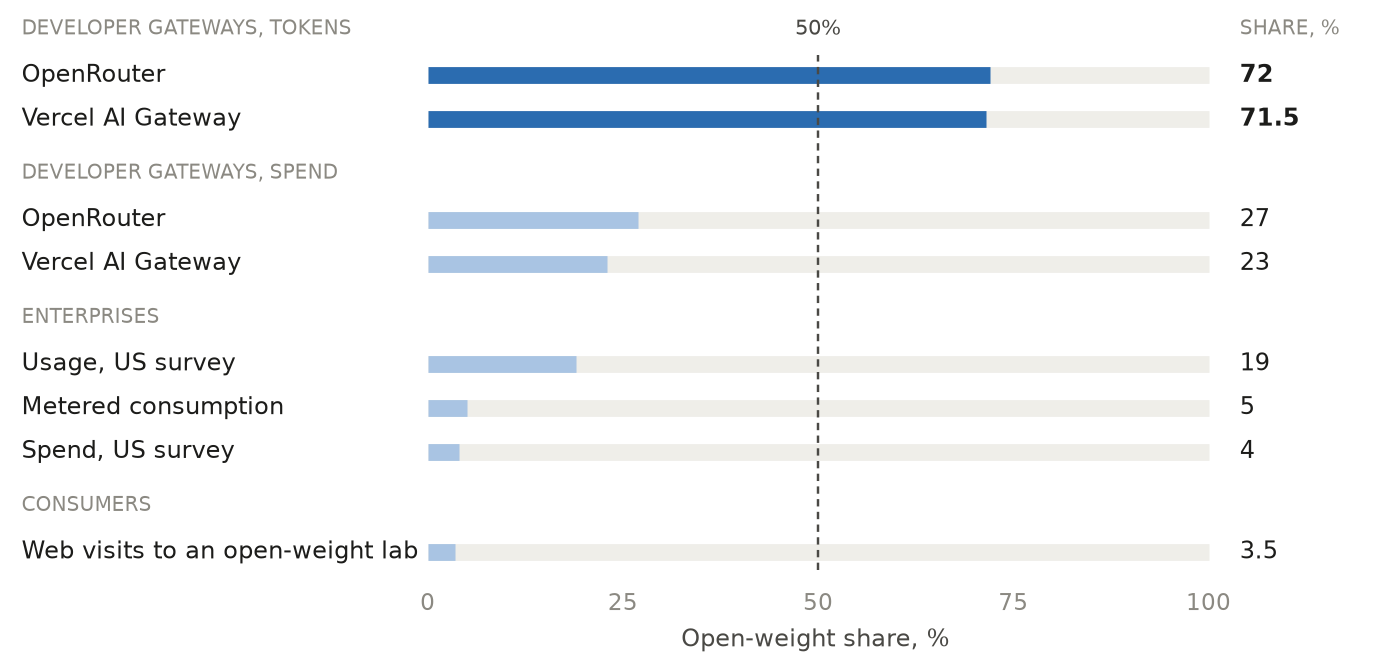 DEVELOPER GATEWAYS, TOKENS 50% SHARE, %
OpenRouter 72
Vercel AI Gateway 71.5
DEVELOPER GATEWAYS, SPEND
OpenRouter 27
Vercel AI Gateway 23
ENTERPRISES
Usage, US survey 19
Metered consumption 5
Spend, US survey 4
CONSUMERS
Web visits to an open-weight lab 3.5
0 25 50 75 100
Open-weight share, %